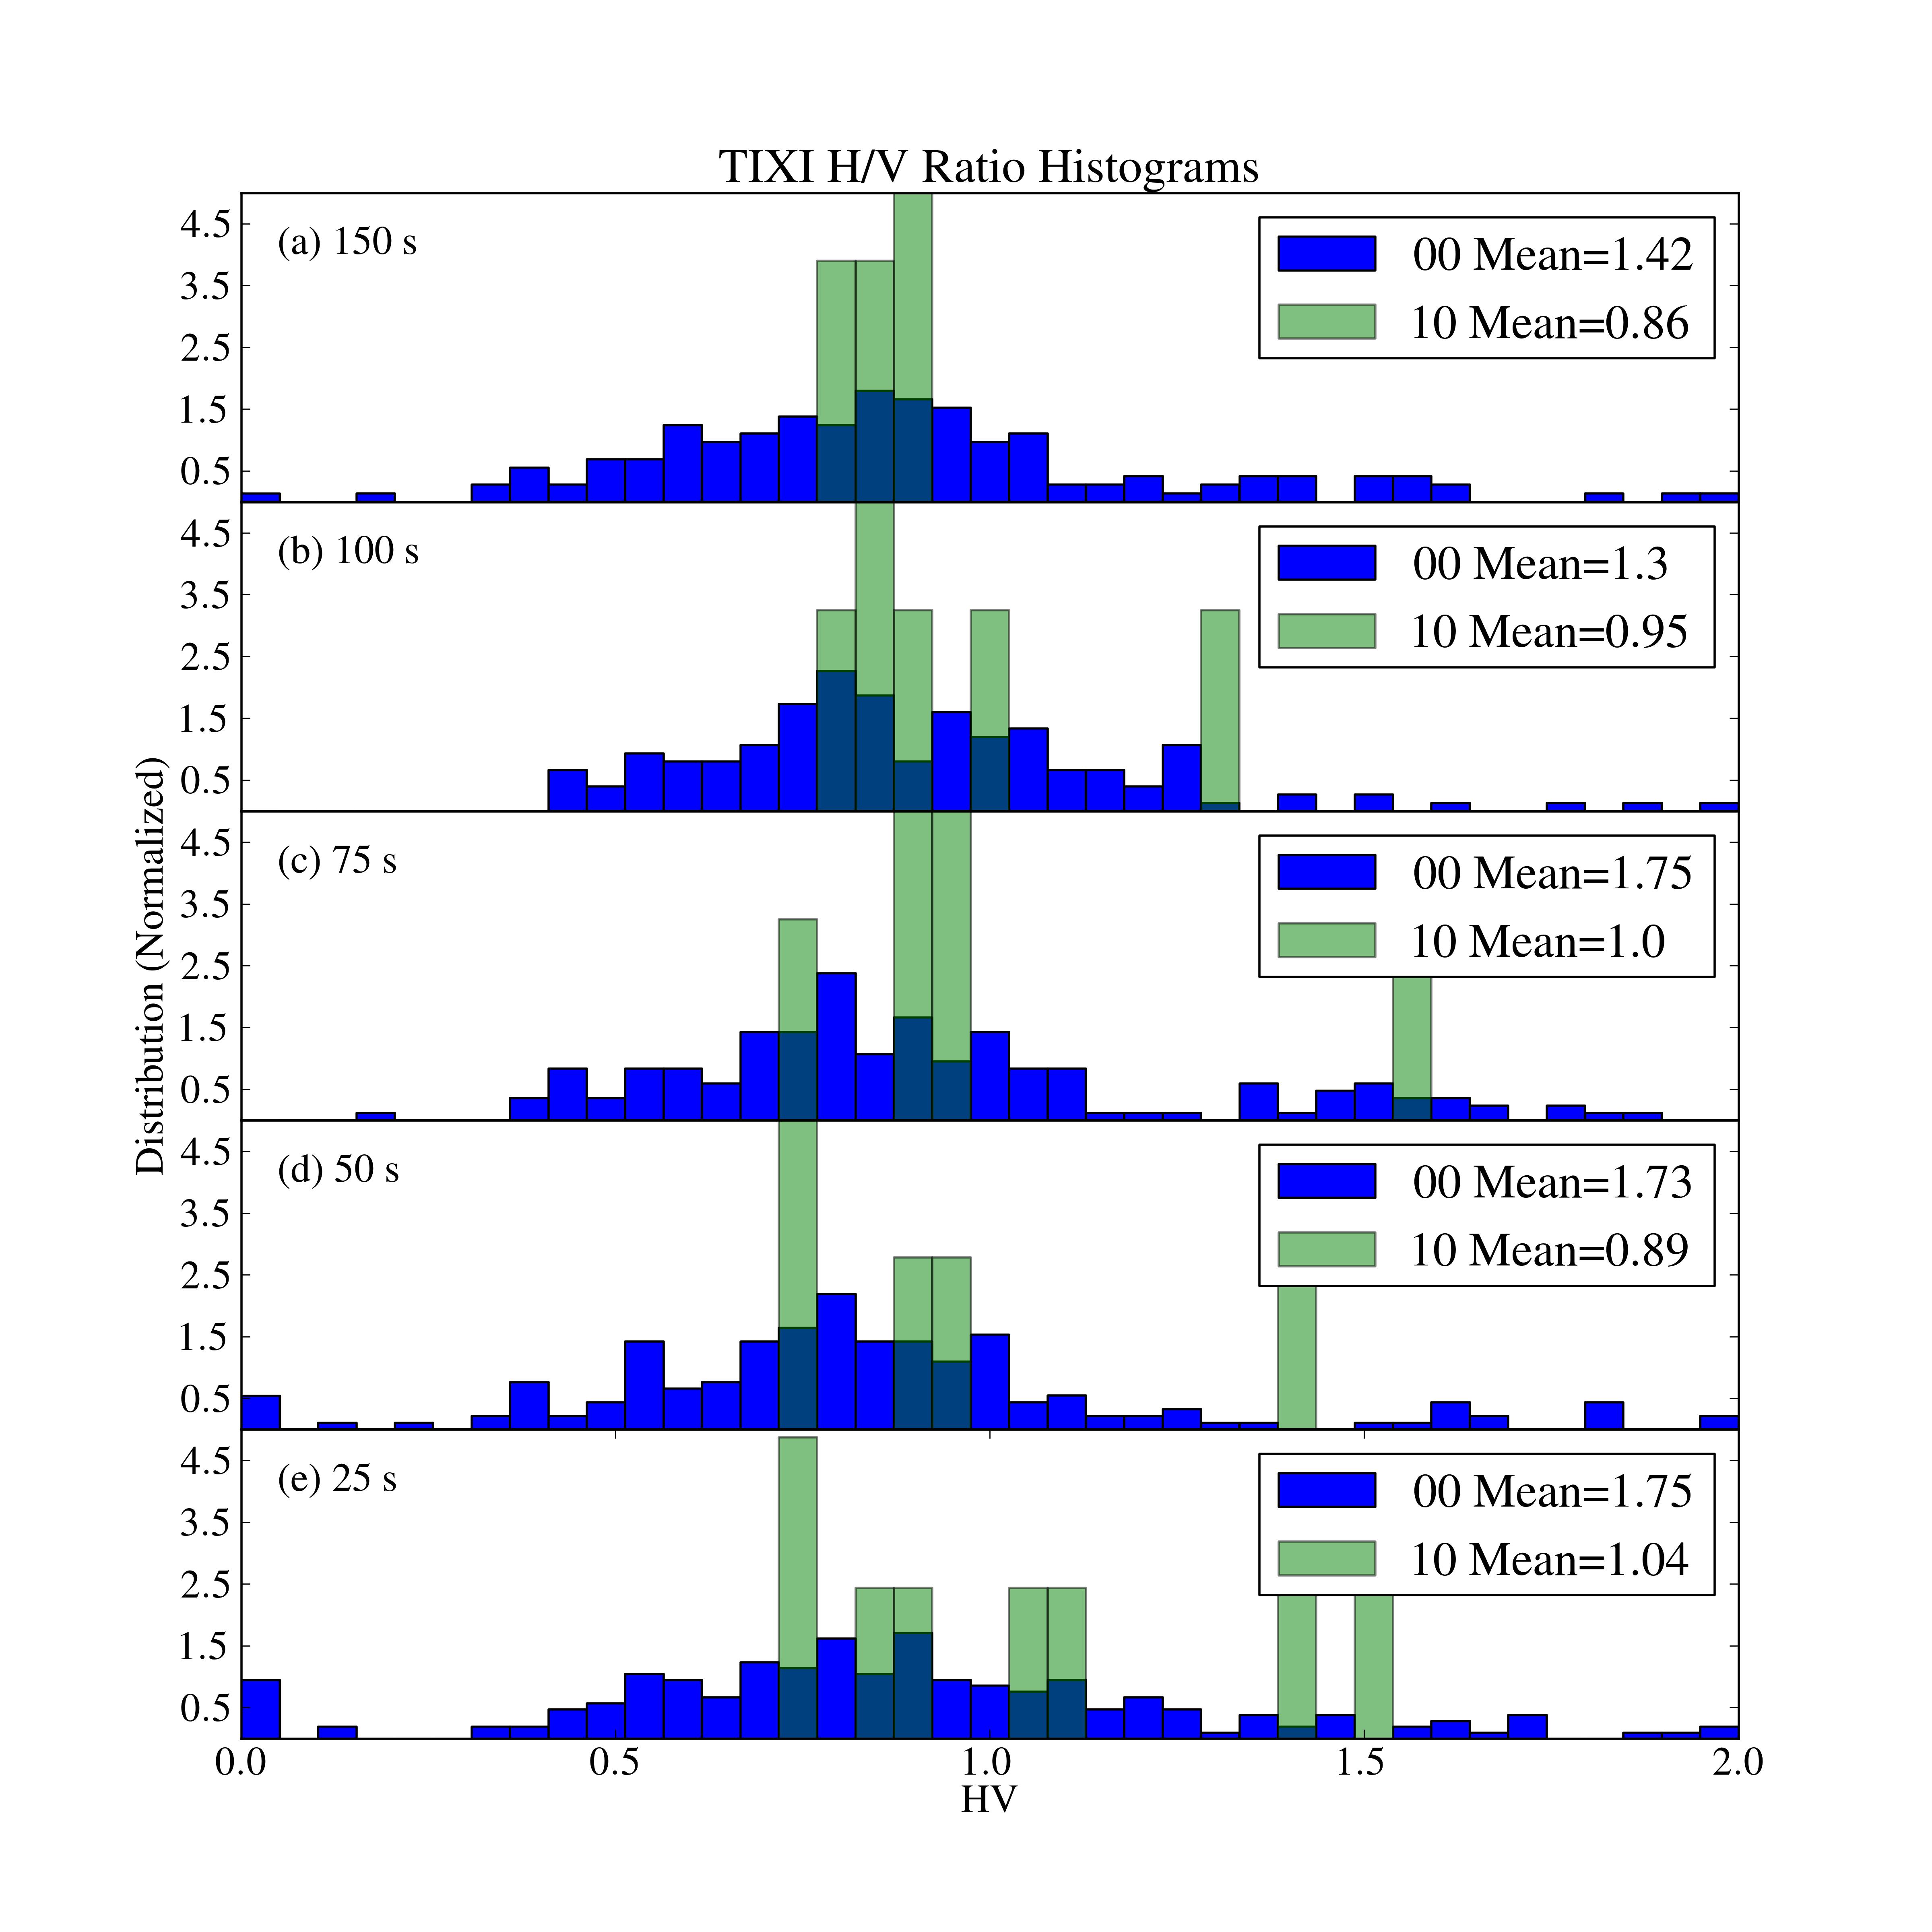 TIXI H/V Ratio Histograms
Distribution (Normalized)
4.5
3.5
2.5
1.5
0.5
(a) 150 s
00 Mean=1.42
10 Mean=0.86
4.5
3.5
2.5
1.5
0.5
(b) 100 s
00 Mean=1.3
10 Mean=0.95
4.5
3.5
2.5
1.5
0.5
(c) 75 s
00 Mean=1.75
10 Mean=1.0
4.5
3.5
2.5
1.5
0.5
(d) 50 s
00 Mean=1.73
10 Mean=0.89
4.5
3.5
2.5
1.5
0.5
(e) 25 s
00 Mean=1.75
10 Mean=1.04
0.0 0.5 1.0 1.5 2.0
HV